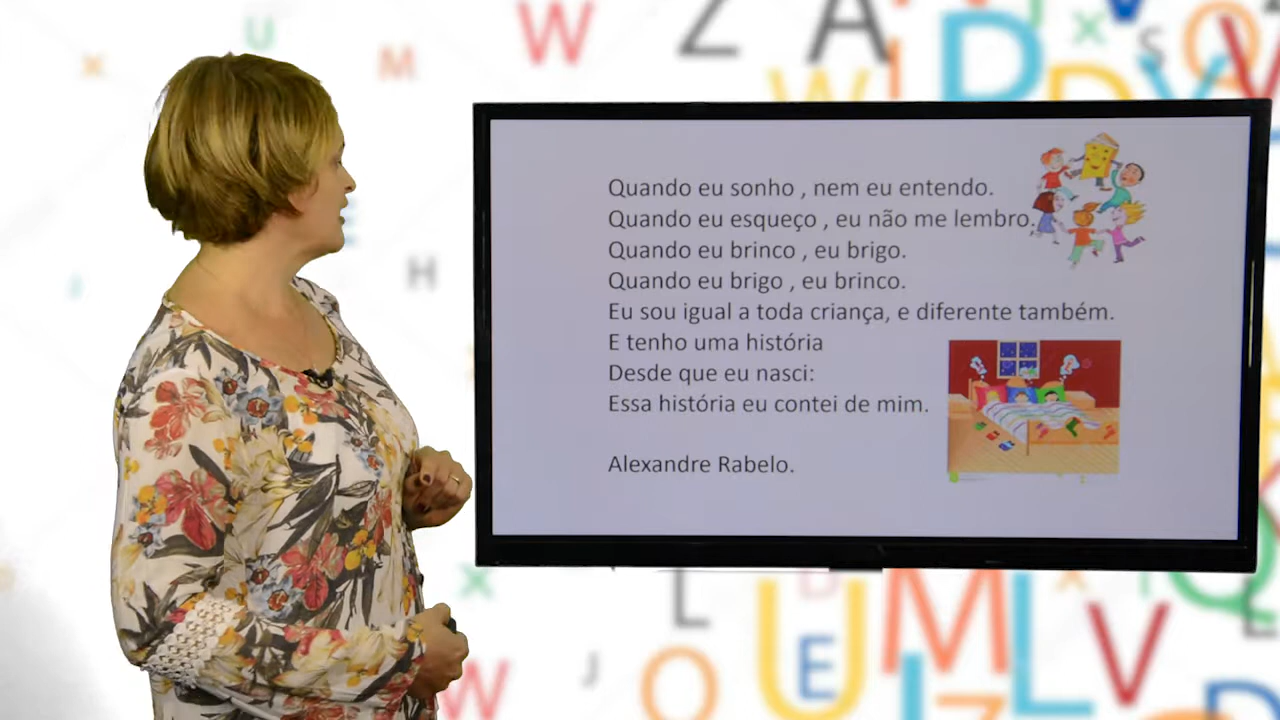 Quando eu sonho , nem eu entendo.
Quando eu esqueço , eu não me lembro.
Quando eu brinco , eu brigo.
Quando eu brigo , eu brinco.
Eu sou igual a toda criança, e diferente também.
E tenho uma história
Desde que eu nasci:
Essa história eu contei de mim.
Alexandre Rabelo.